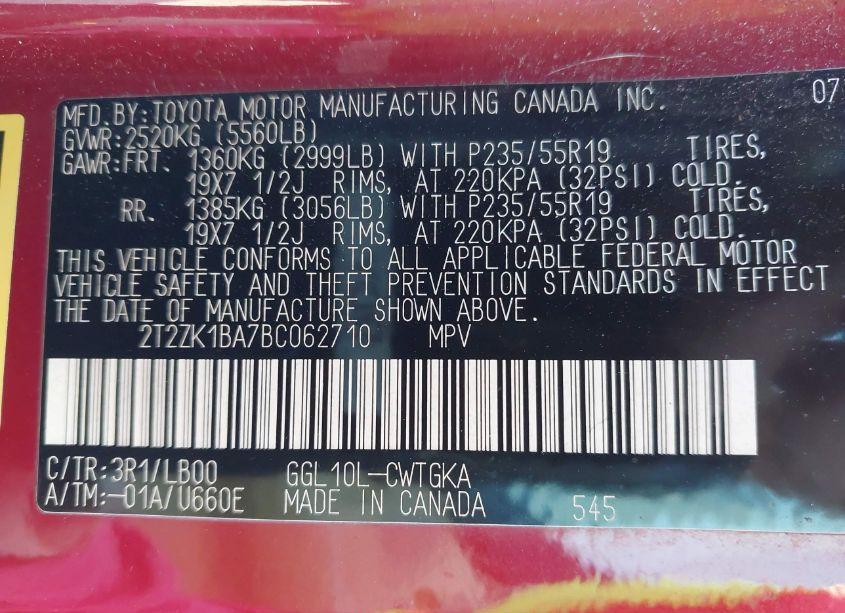 MFD.BY:TOYOTA MOTOR MANUFACTURING CANADA INC. 07
GVWR:2520KG (5560LB)
GAWR:FRT. 1360KG (2999LB) WITH P235/55R19 TIRES,
19X7 1/2J RIMS, AT 220KPA (32PSI) COLD.
RR. 1385KG (3056LB) WITH P235/55R19 TIRES,
19X7 1/2J RIMS, AT 220KPA (32PSI) COLD.
THIS VEHICLE CONFORMS TO ALL APPLICABLE FEDERAL MOTOR
VEHICLE SAFETY AND THEFT PREVENTION STANDARDS IN EFFECT
THE DATE OF MANUFACTURE SHOWN ABOVE.
2T2ZK1BA7BC062710 MPV
C/TR:3R1/LB00 GGL10L-CWTGKA
A/TM:-01A/U660E MADE IN CANADA 545